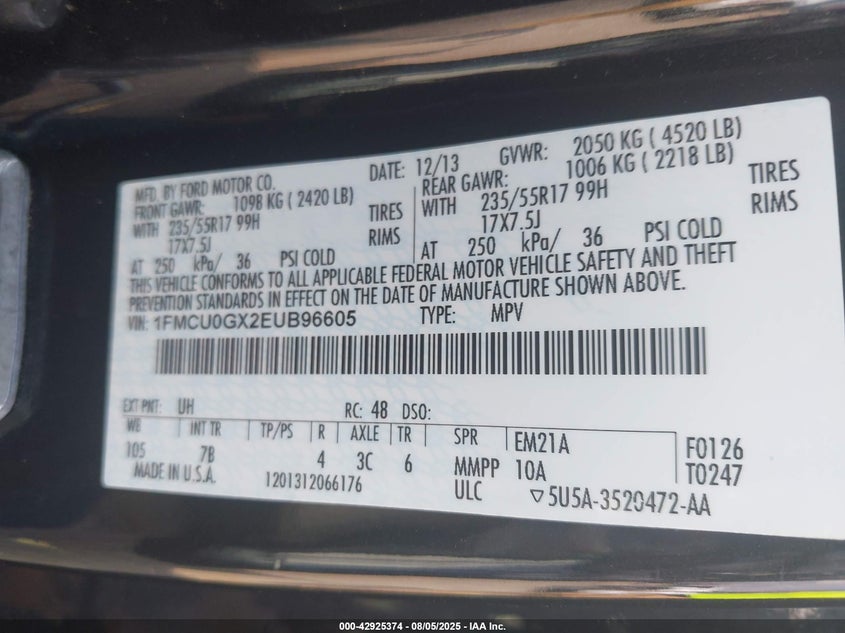 MFD. BY FORD MOTOR CO. DATE: 12/13 GVWR: 2050 KG ( 4520 LB)
FRONT GAWR: 1098 KG ( 2420 LB) REAR GAWR: 1006 KG ( 2218 LB)
WITH 235/55R17 99H TIRES WITH 235/55R17 99H TIRES
17X7.5J RIMS 17X7.5J RIMS
AT 250 kPa/ 36 PSI COLD AT 250 kPa/ 36 PSI COLD
THIS VEHICLE CONFORMS TO ALL APPLICABLE FEDERAL MOTOR VEHICLE SAFETY AND THEFT
PREVENTION STANDARDS IN EFFECT ON THE DATE OF MANUFACTURE SHOWN ABOVE.
VIN: 1FMCU0GX2EUB96605 TYPE: MPV
EXT PNT: UH RC: 48 DSO:
WB INT TR TP/PS R AXLE TR SPR EM21A F0126
105 7B 4 3C 6 MMPP 10A T0247
MADE IN U.S.A. 1201312066176 ULC ▽5U5A-3520472-AA
000-42925374 - 08/05/2025 - IAA Inc.